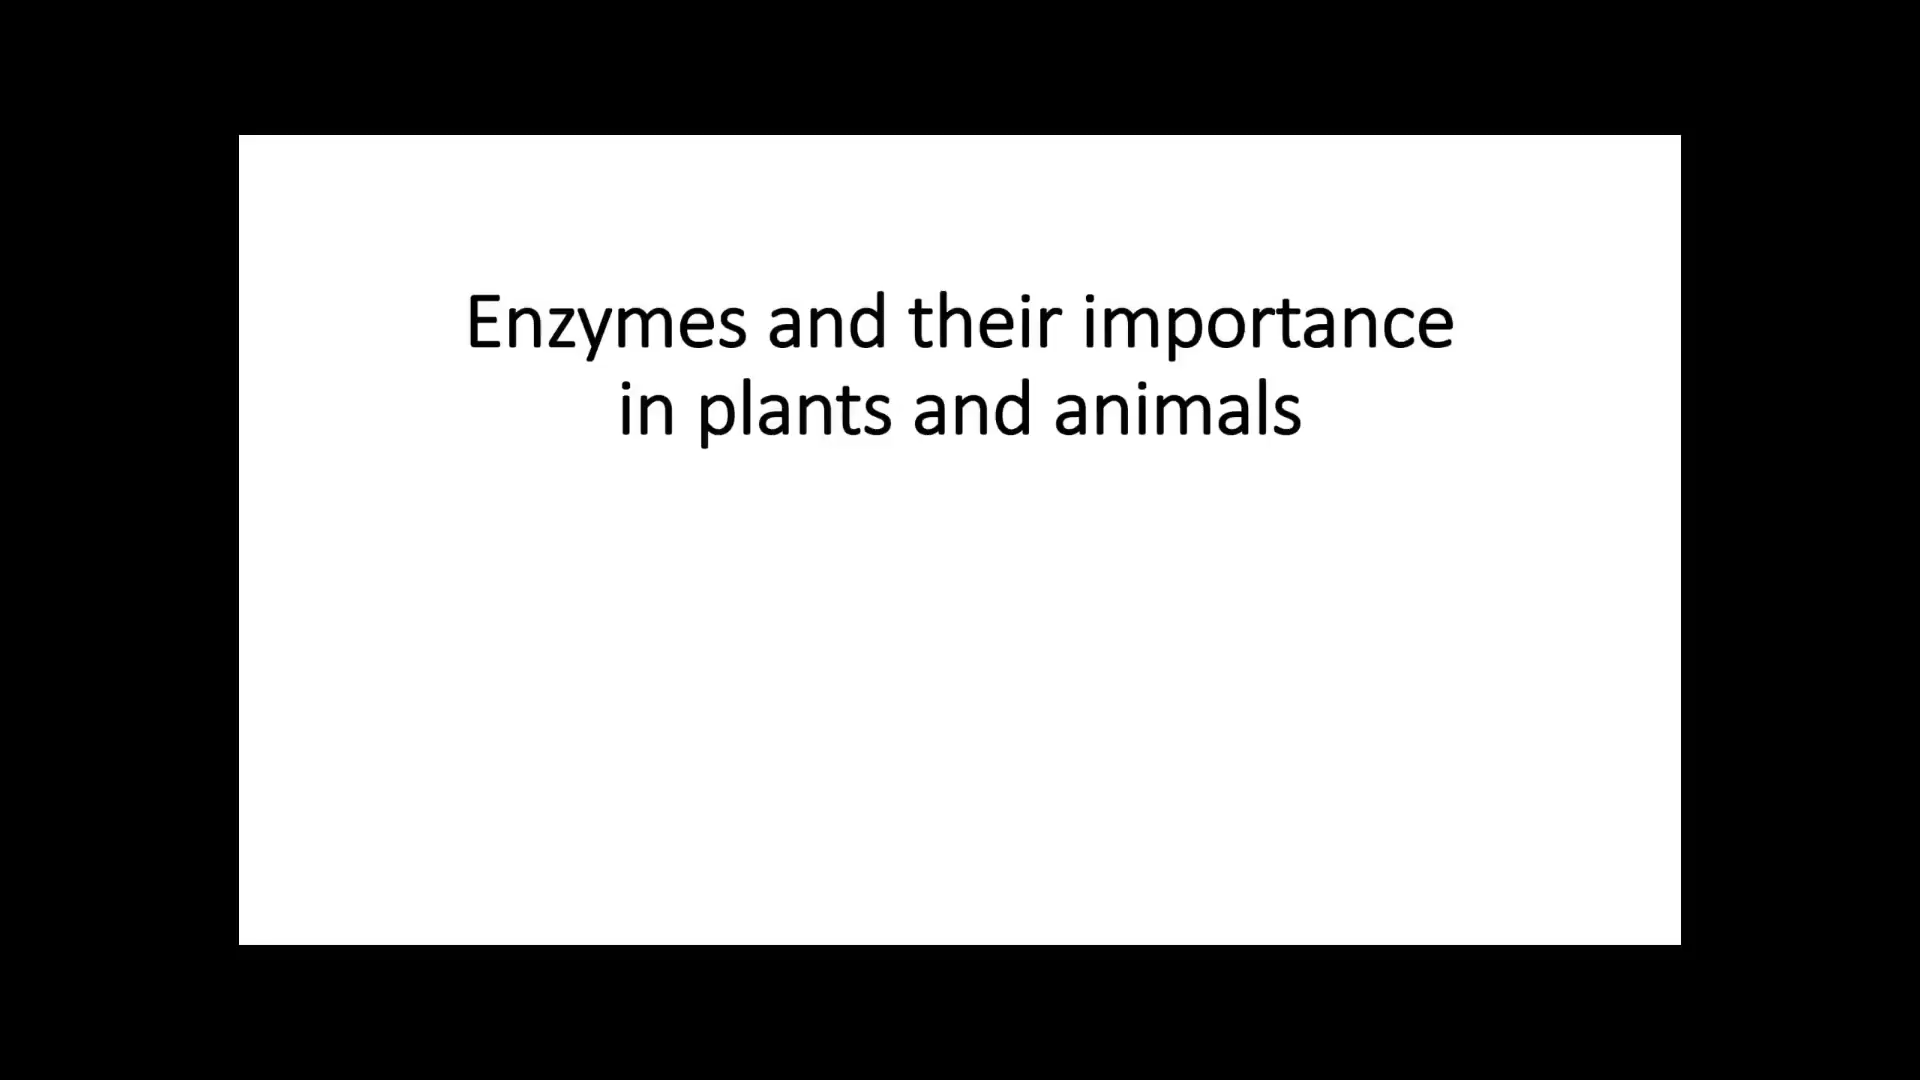 Enzymes and their importance
in plants and animals